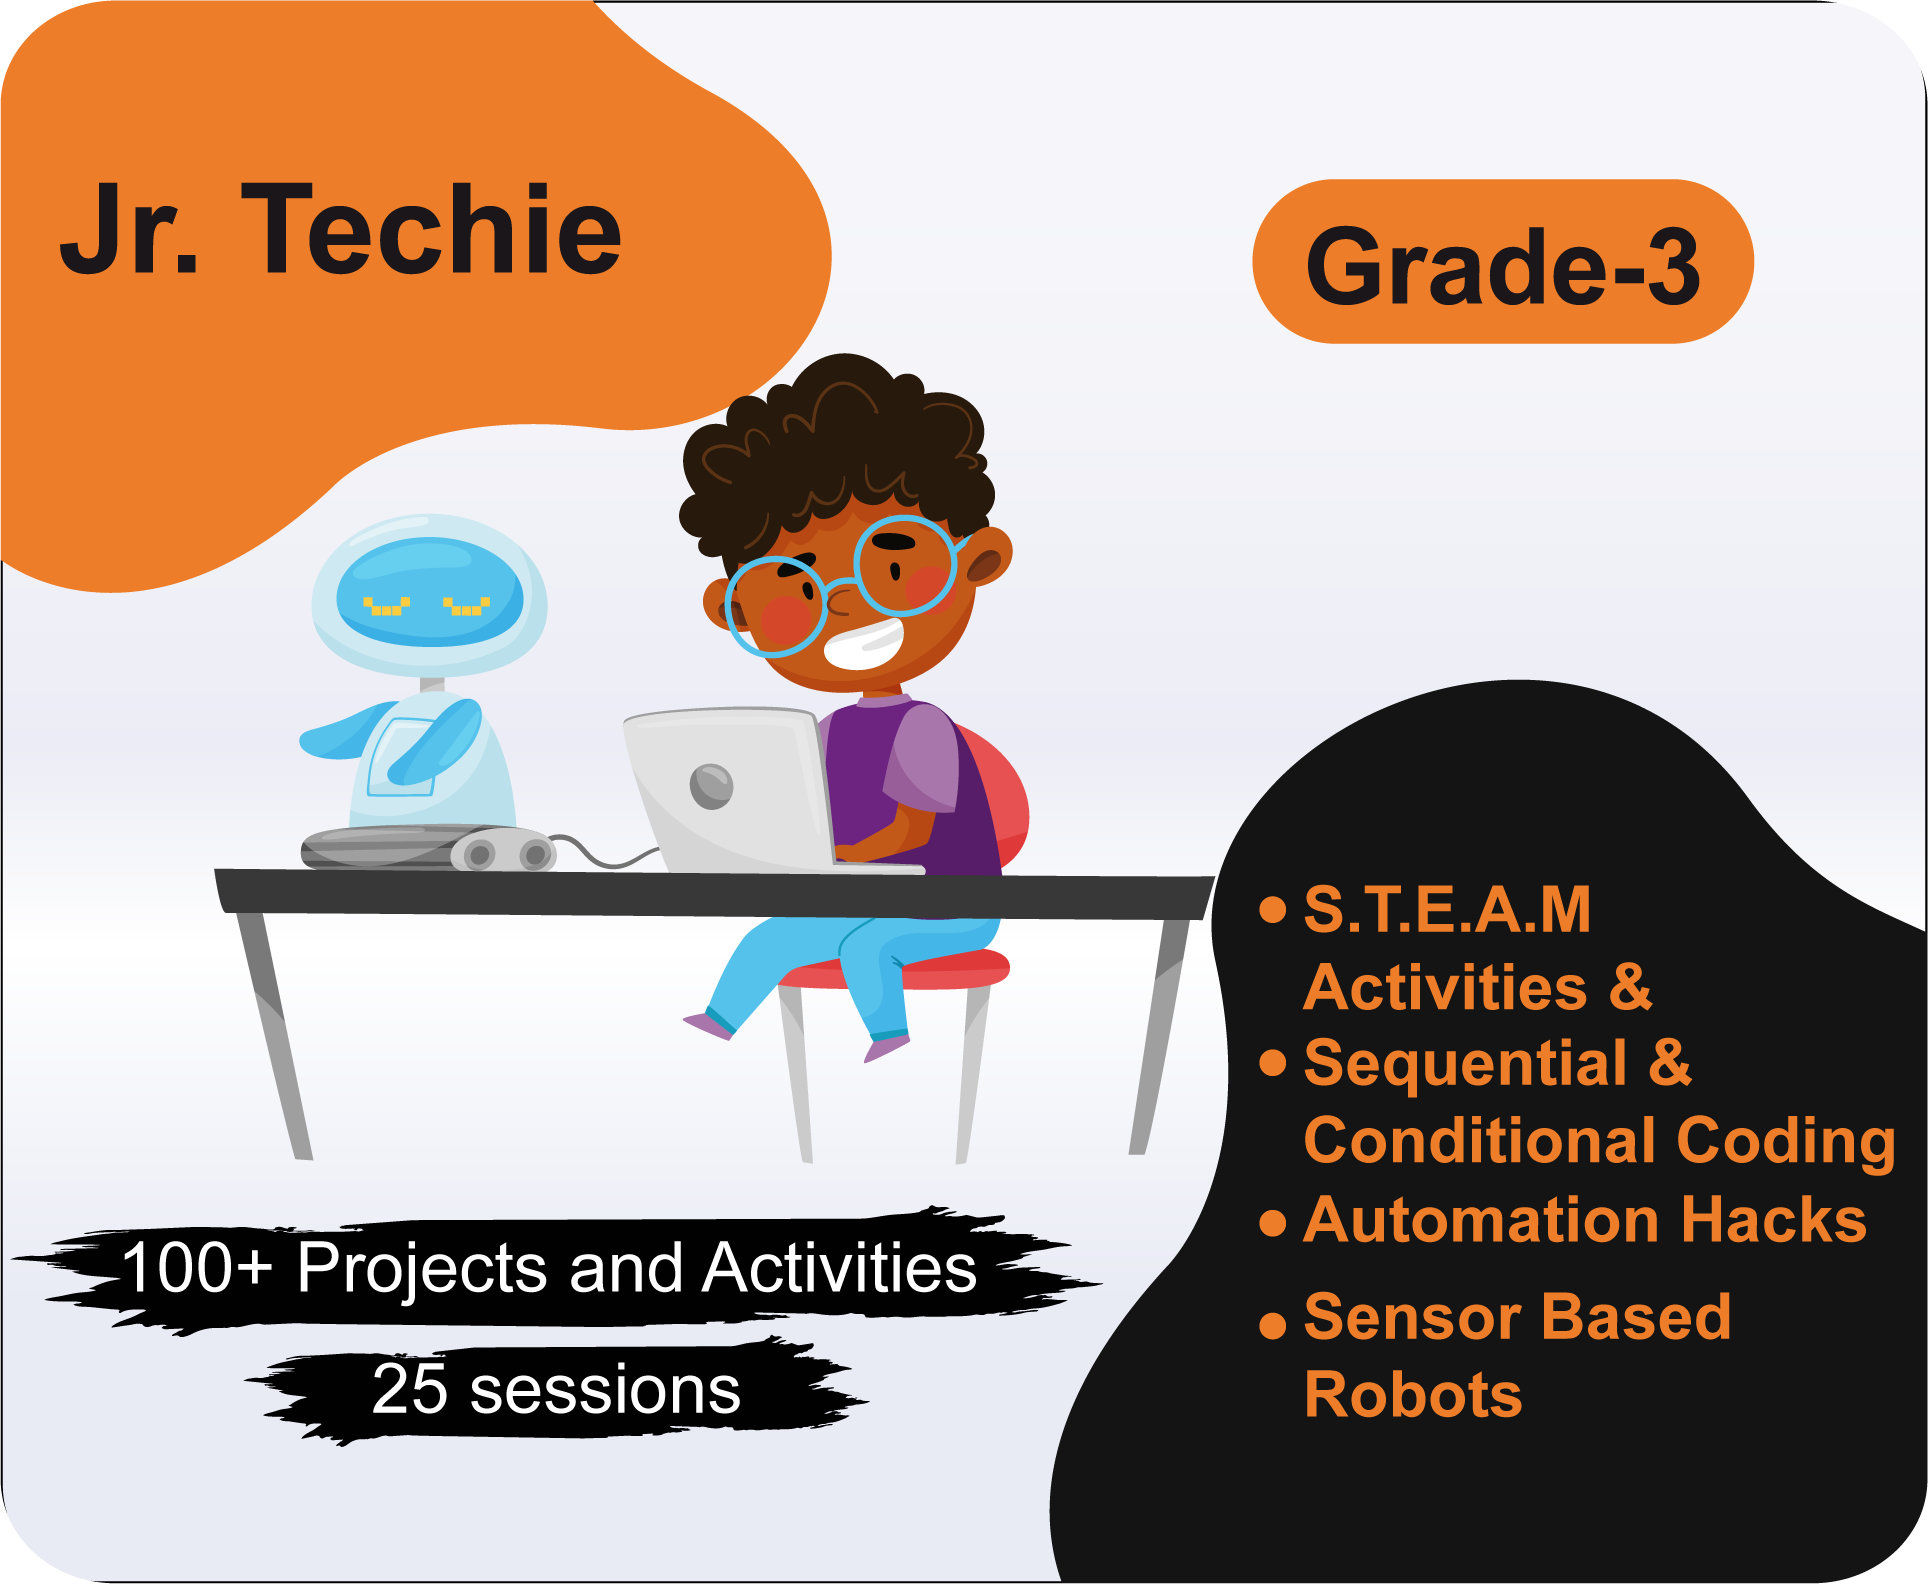 Jr. Techie
Grade-3
• S.T.E.A.M
Activities &
• Sequential &
Conditional Coding
• Automation Hacks
• Sensor Based
Robots
100+ Projects and Activities
25 sessions